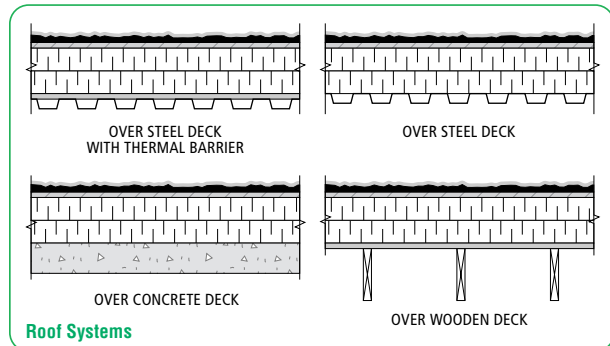 OVER STEEL DECK
WITH THERMAL BARRIER
OVER STEEL DECK
OVER CONCRETE DECK
OVER WOODEN DECK
Roof Systems